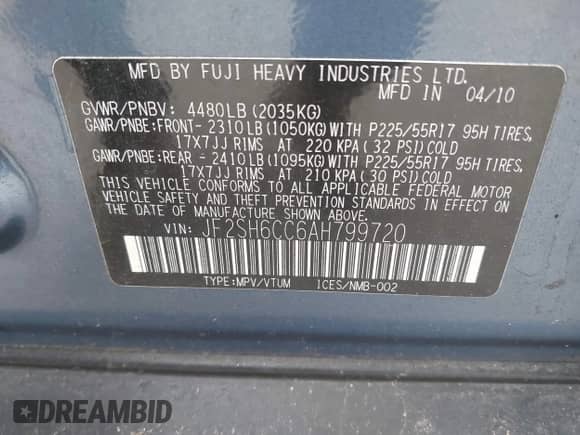 MFD BY FUJI HEAVY INDUSTRIES LTD.
MFD IN 04/10
GVWR/PNBV: 4480LB (2035KG)
GAWR/PNBE:FRONT- 2310LB (1050KG)WITH P225/55R17 95H TIRES,
17X7JJ RIMS AT 220 KPA (32 PSI)COLD
GAWR/PNBE:REAR - 2410LB (1095KG)WITH P225/55R17 95H TIRES,
17X7JJ RIMS AT 210 KPA (30 PSI)COLD
THIS VEHICLE CONFORMS TO ALL APPLICABLE FEDERAL MOTOR
VEHICLE SAFETY AND THEFT PREVENTION STANDARDS IN EFFECT ON
THE DATE OF MANUFACTURE SHOWN ABOVE.
VIN: JF2SH6CC6AH799720
TYPE:MPV/VTUM ICES/NMB-002
DREAMBID